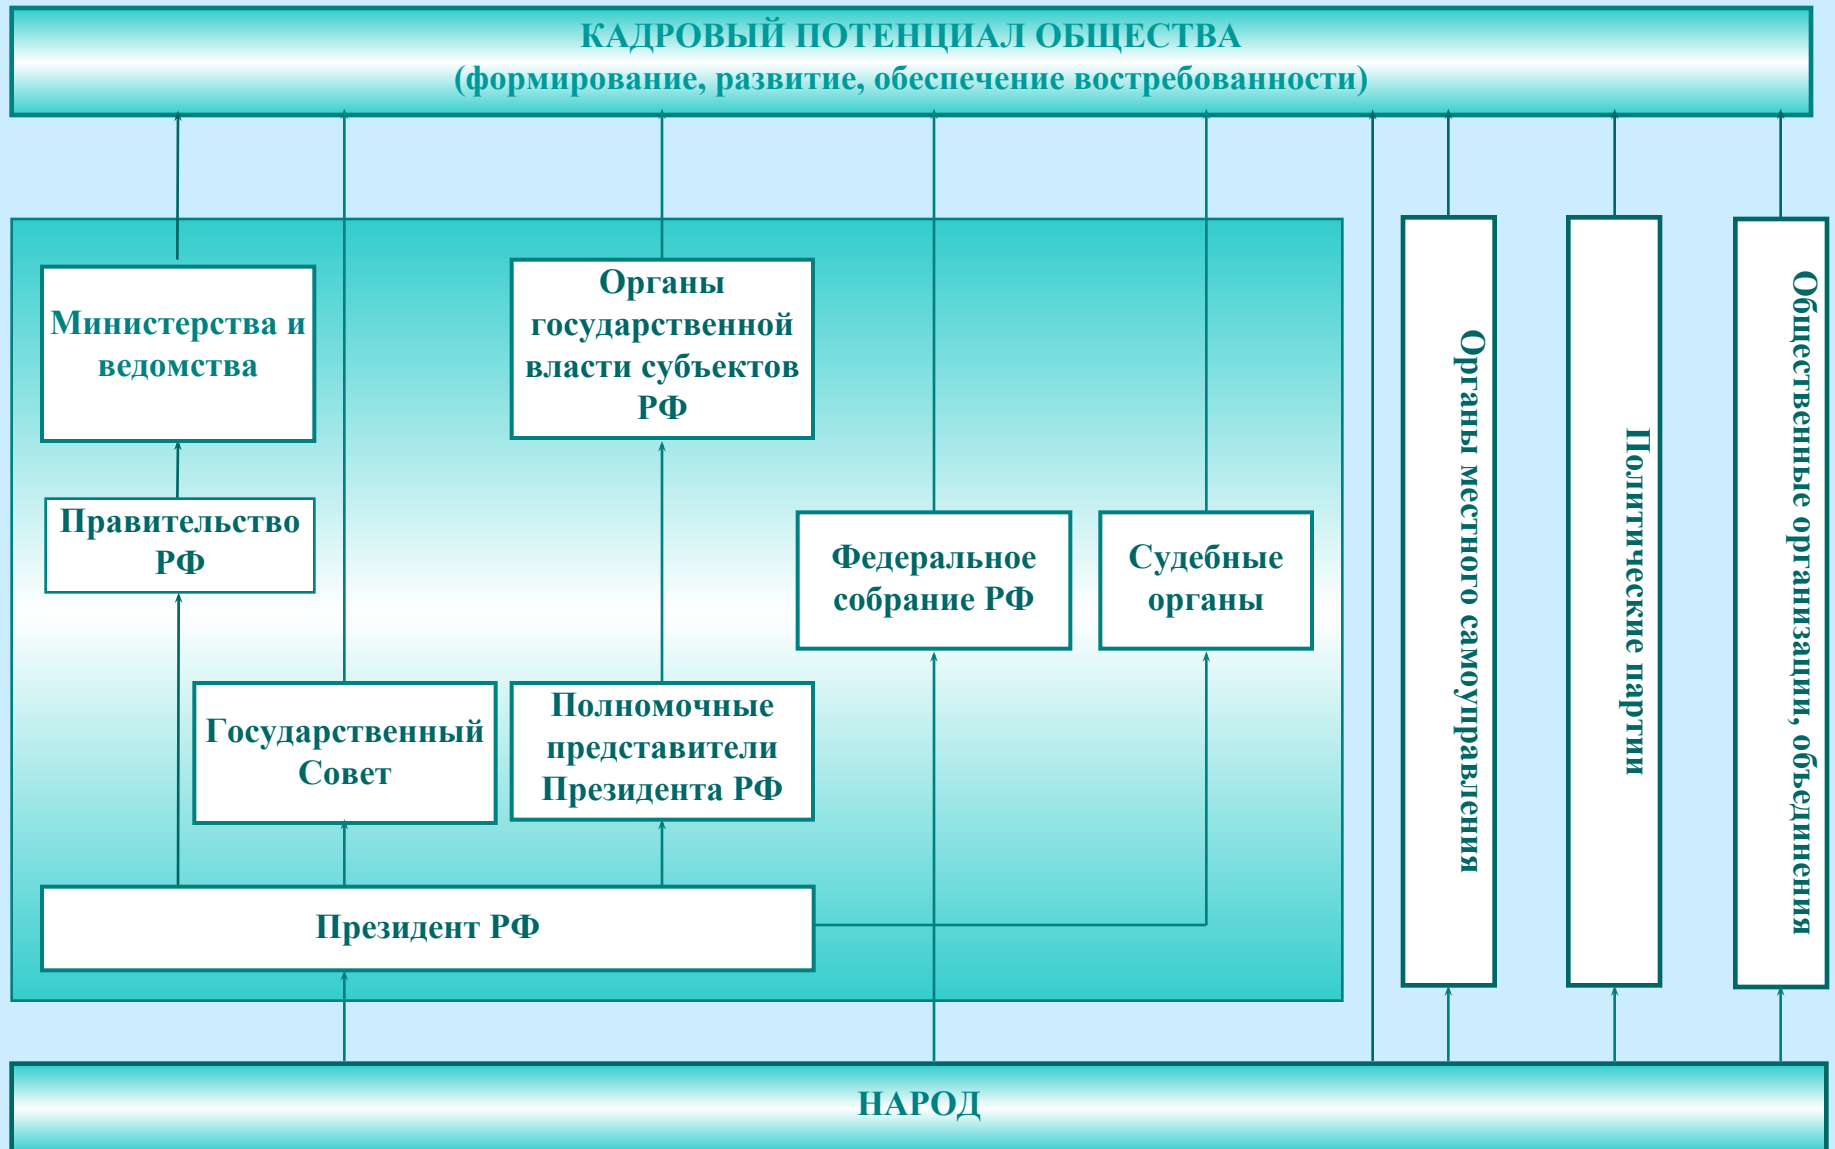 КАДРОВЫЙ ПОТЕНЦИАЛ ОБЩЕСТВА
(формирование, развитие, обеспечение востребованности)
Министерства и
ведомства
Органы
государственной
власти субъектов
РФ
Правительство
РФ
Федеральное
собрание РФ
Судебные
органы
Государственный
Совет
Полномочные
представители
Президента РФ
Президент РФ
Органы местного самоуправления
Политические партии
Общественные организации, объединения
НАРОД